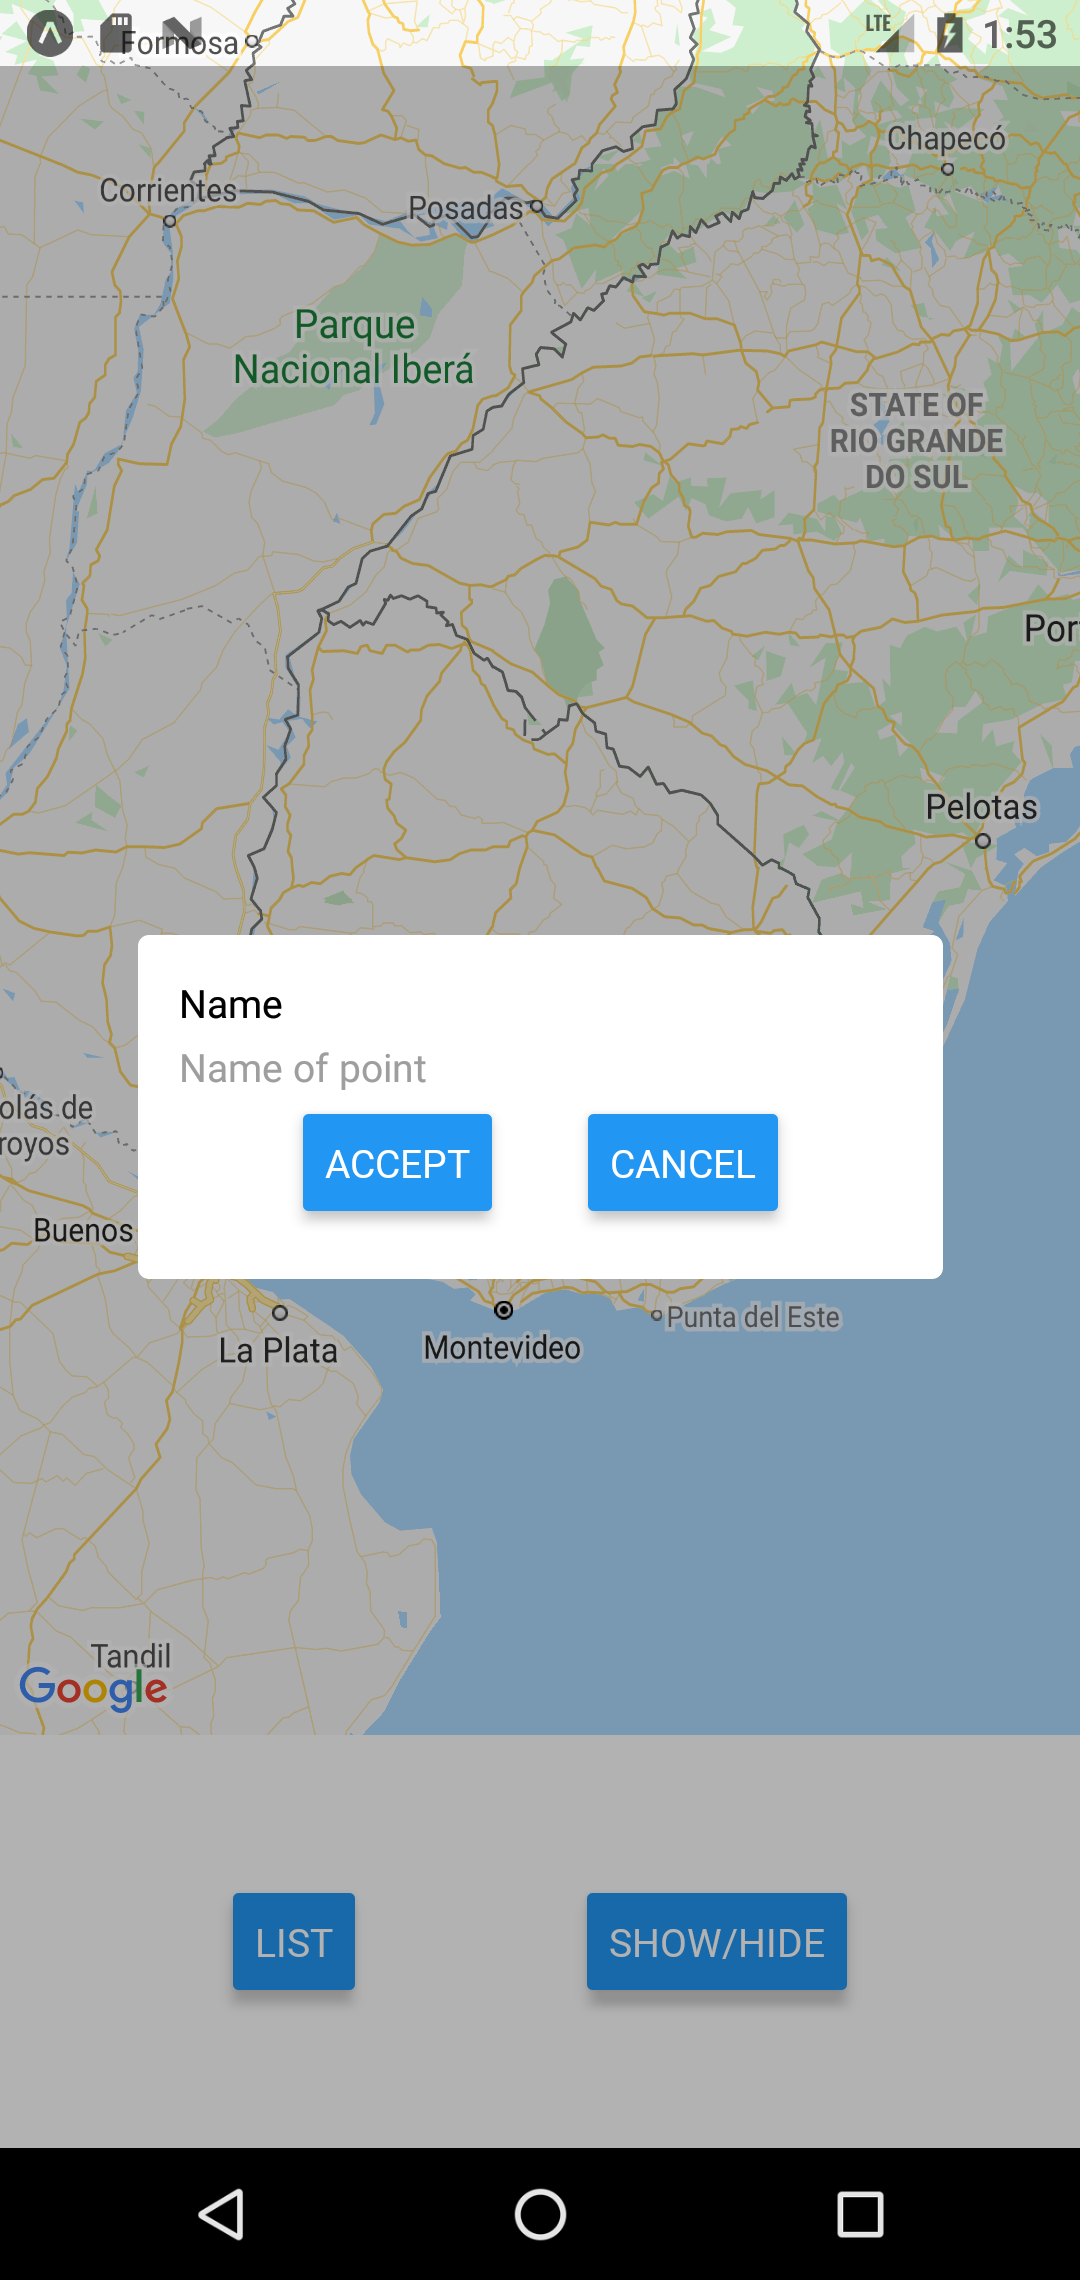 LTE 1:53
Formosa
Chapecó
Corrientes
Posadas
Parque
Nacional Iberá
STATE OF
RIO GRANDE
DO SUL
Por
Pelotas
Name
Name of point
olás de
royos
ACCEPT CANCEL
Buenos
La Plata
Montevideo
Punta del Este
Tandil
Google
LIST SHOW/HIDE